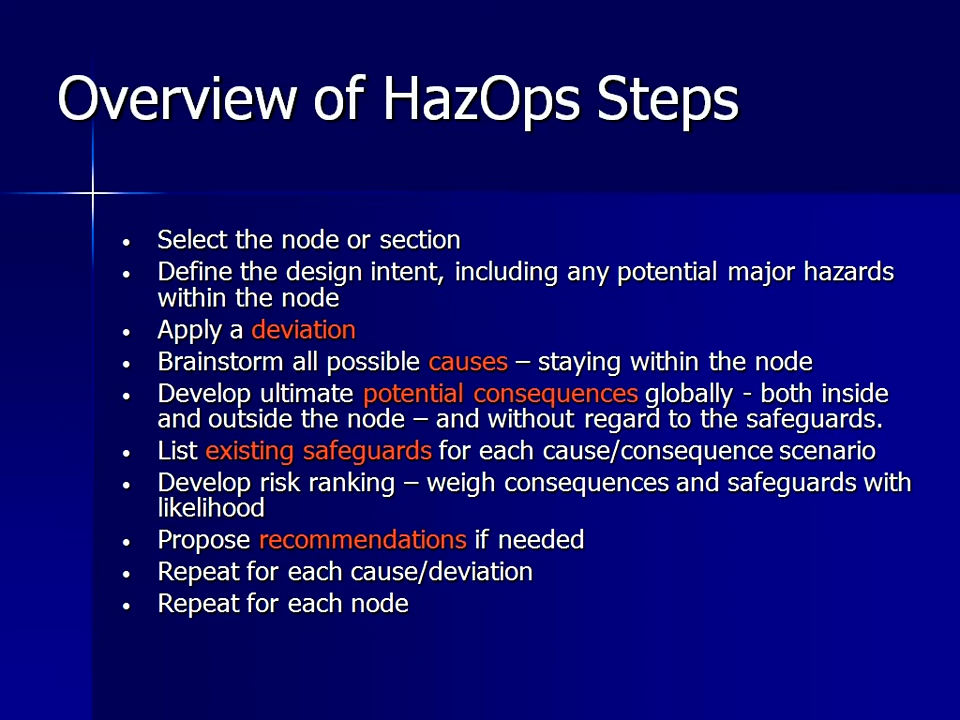 Overview of HazOps Steps
• Select the node or section
• Define the design intent, including any potential major hazards
within the node
• Apply a deviation
• Brainstorm all possible causes – staying within the node
• Develop ultimate potential consequences globally - both inside
and outside the node – and without regard to the safeguards.
• List existing safeguards for each cause/consequence scenario
• Develop risk ranking – weigh consequences and safeguards with
likelihood
• Propose recommendations if needed
• Repeat for each cause/deviation
• Repeat for each node